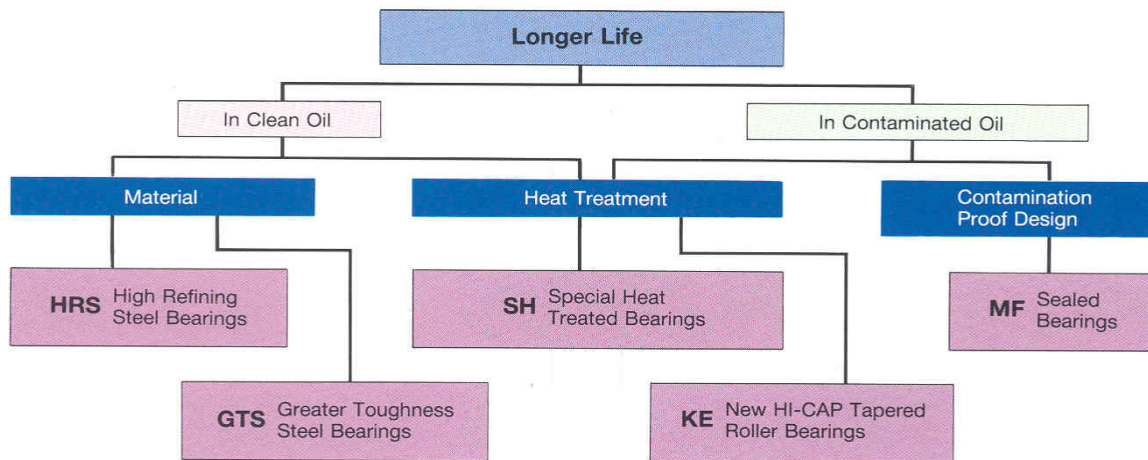 Longer Life
In Clean Oil
In Contaminated Oil
Material
Heat Treatment
Contamination
Proof Design
HRS High Refining
Steel Bearings
SH Special Heat
Treated Bearings
MF Sealed
Bearings
GTS Greater Toughness
Steel Bearings
KE New HI-CAP Tapered
Roller Bearings